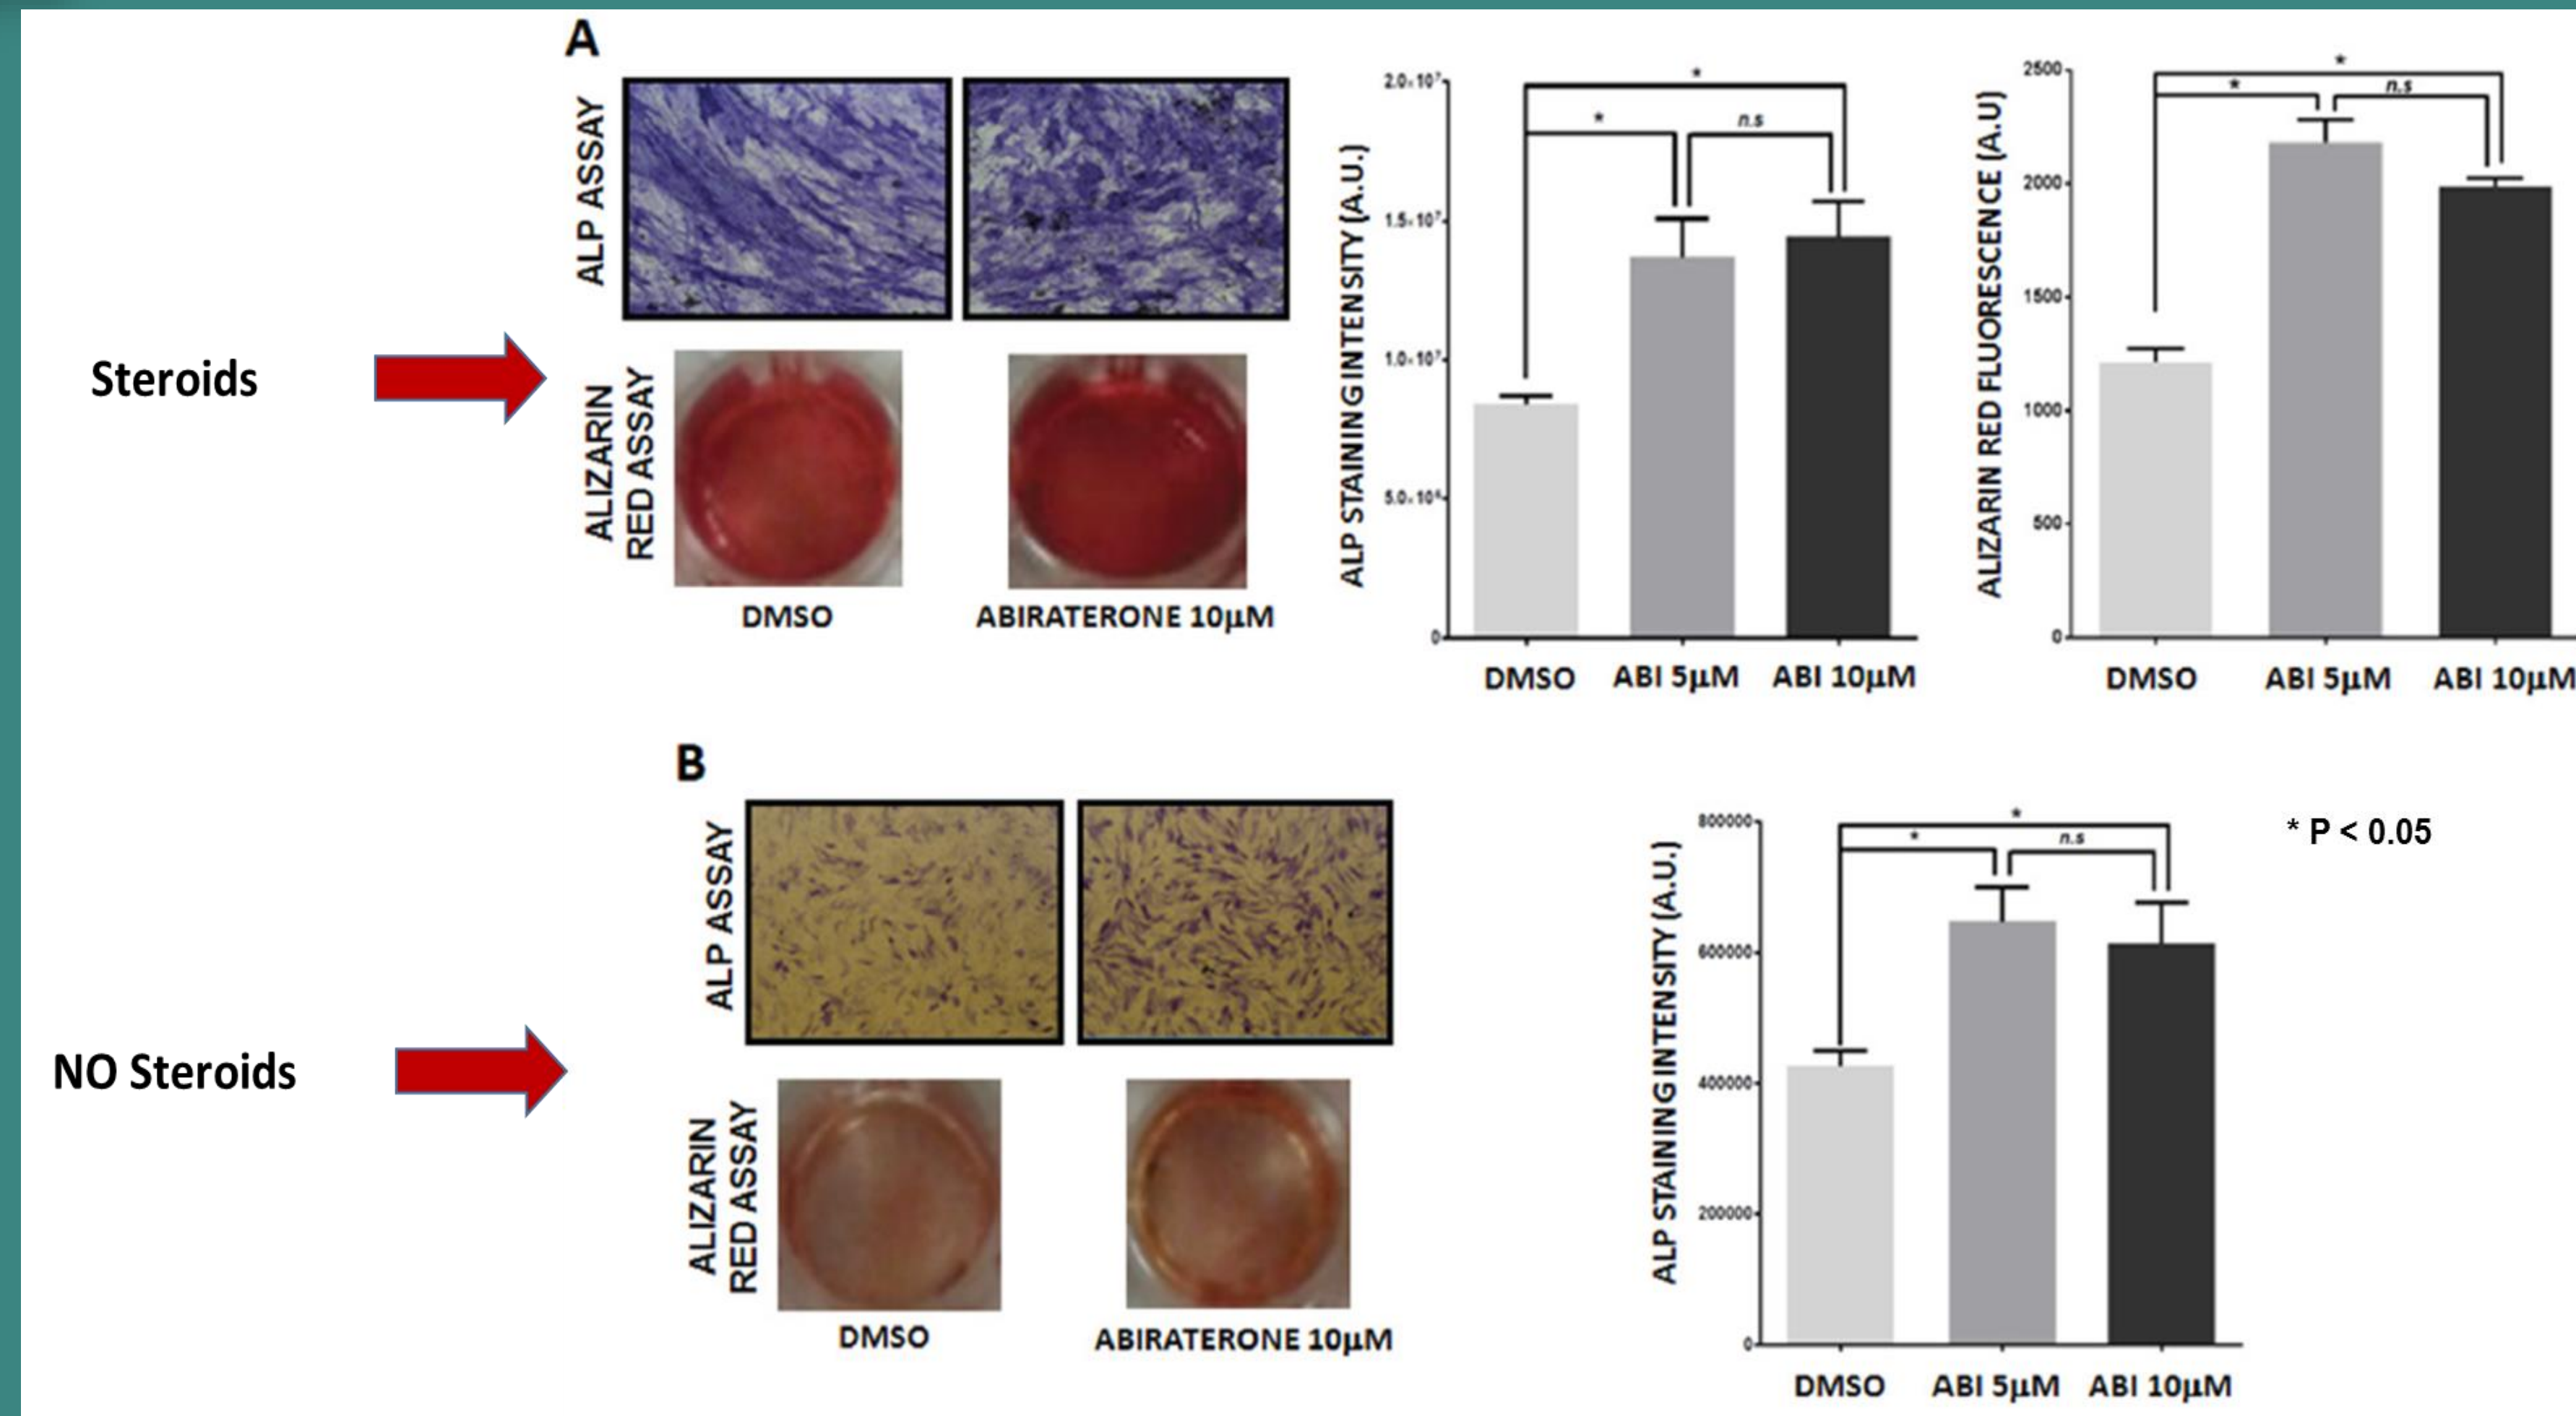 A
ALP ASSAY
ALIZARIN
RED ASSAY
DMSO
ABIRATERONE 10µM
Steroids
ALP STAINING INTENSITY (A.U.)
2.0×10⁷
1.5×10⁷
1.0×10⁷
5.0×10⁶
0
*
*
n.s
DMSO
ABI 5µM
ABI 10µM
ALIZARIN RED FLUORESCENCE (A.U)
2500
2000
1500
1000
500
0
*
*
n.s
DMSO
ABI 5µM
ABI 10µM
B
ALP ASSAY
ALIZARIN
RED ASSAY
DMSO
ABIRATERONE 10µM
NO Steroids
ALP STAINING INTENSITY (A.U.)
800000
600000
400000
200000
0
*
*
n.s
DMSO
ABI 5µM
ABI 10µM
* P < 0.05